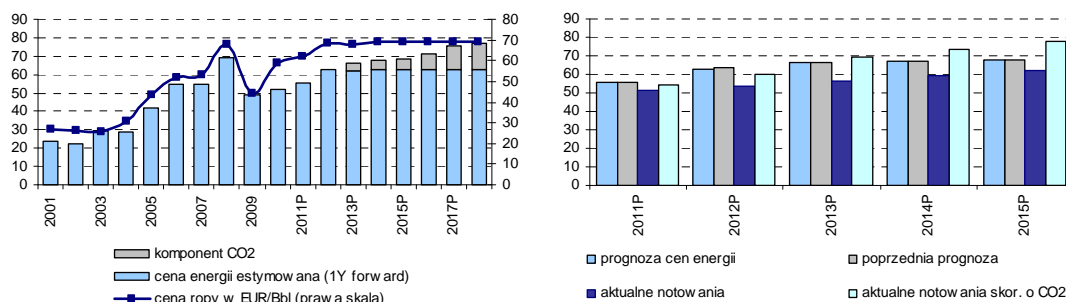 90
80
70
60
50
40
30
20
10
0
80
70
60
50
40
30
20
10
0
2001
2003
2005
2007
2009
2011P
2013P
2015P
2017P
komponent CO2
cena energii estymowana (1Y forward)
cena ropy w EUR/Bbl (prawa skala)
90
80
70
60
50
40
30
20
10
0
2011P
2012P
2013P
2014P
2015P
prognoza cen energii
poprzednia prognoza
aktualne notowania
aktualne notowania skor. o CO2